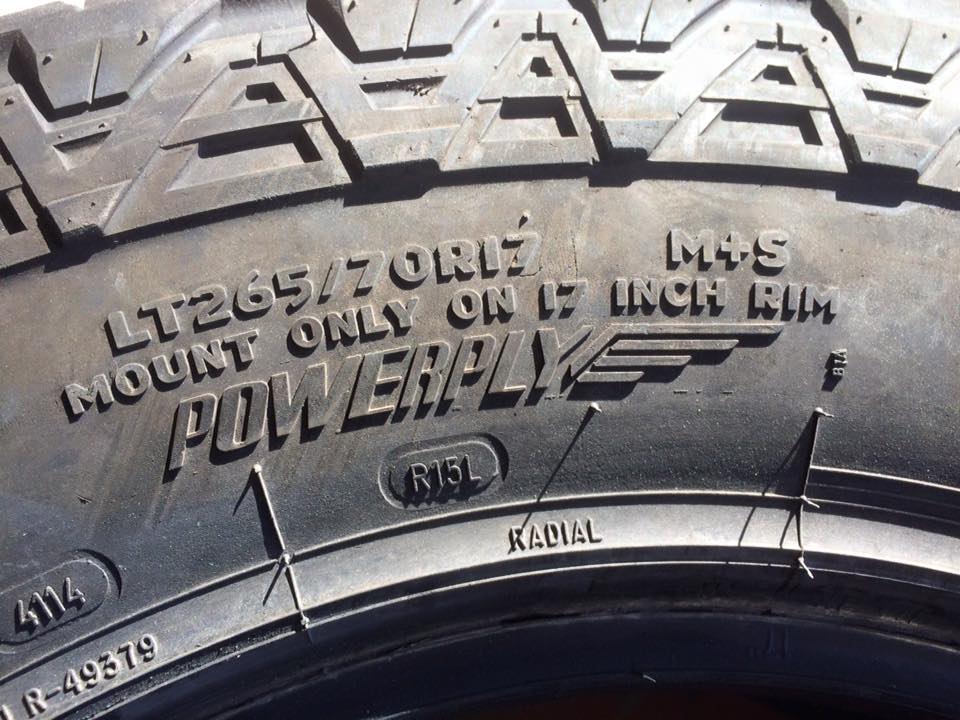 LT265/70R17 M+S
MOUNT ONLY ON 17 INCH RIM
POWERPLY
R15L
RADIAL
4114
R-49379